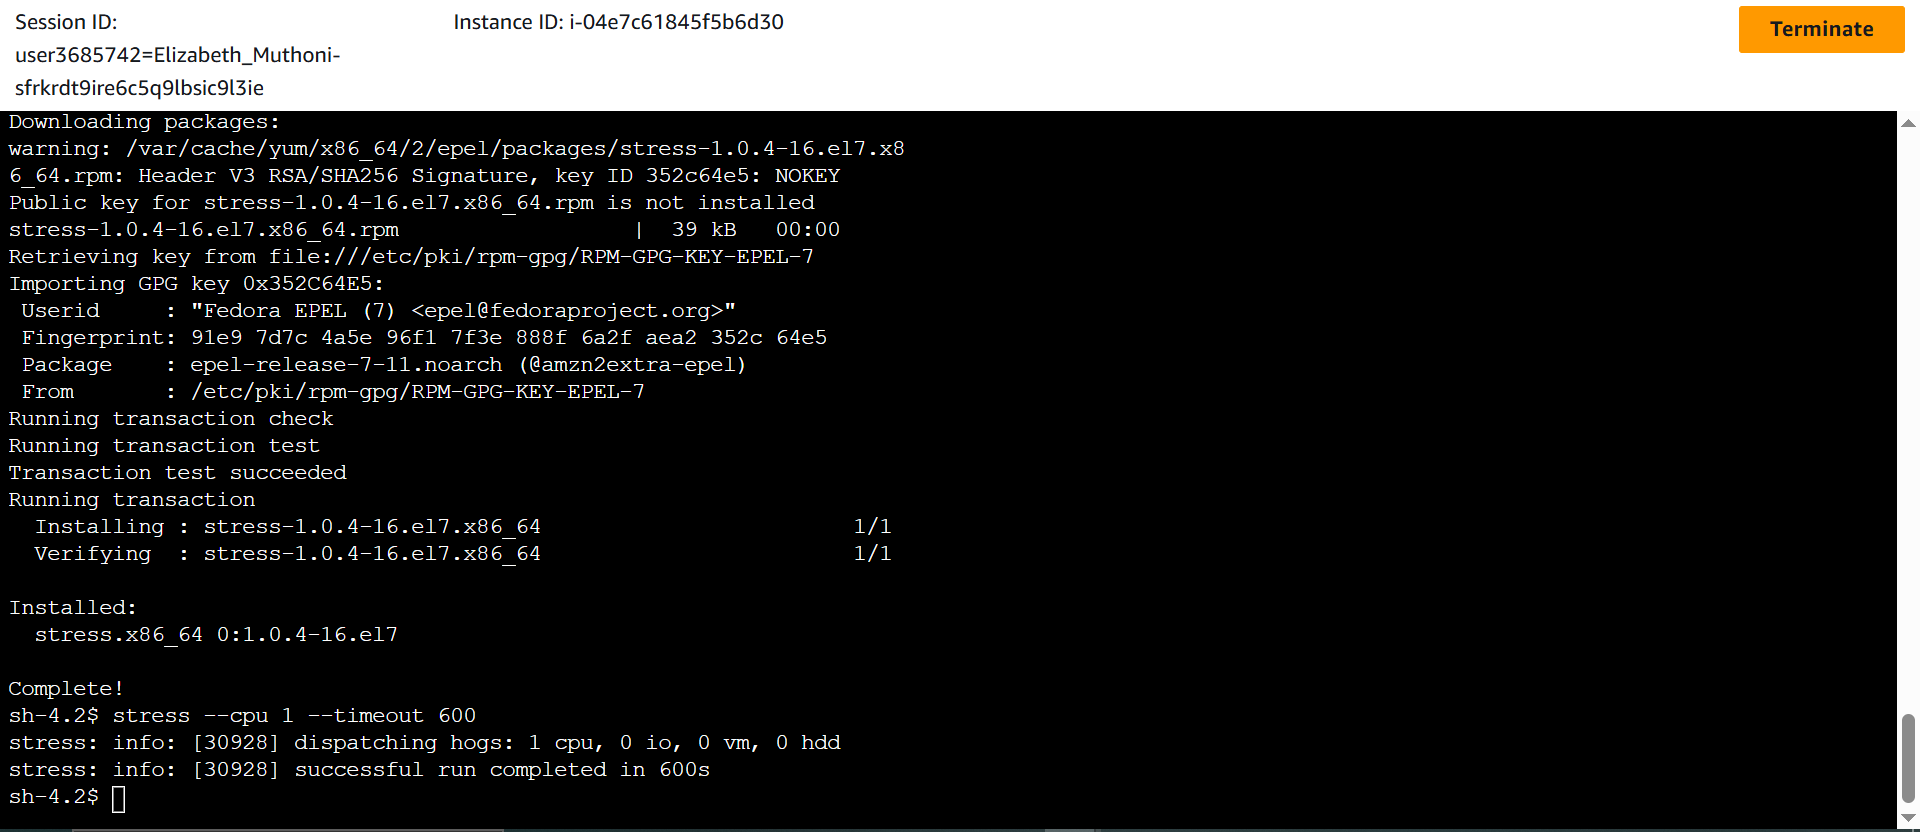 Session ID:
Instance ID: i-04e7c61845f5b6d30
Terminate
user3685742=Elizabeth_Muthoni-
sfrkrdt9ire6c5q9lbsic9l3ie
Downloading packages:
warning: /var/cache/yum/x86_64/2/epel/packages/stress-1.0.4-16.el7.x8
6_64.rpm: Header V3 RSA/SHA256 Signature, key ID 352c64e5: NOKEY
Public key for stress-1.0.4-16.el7.x86_64.rpm is not installed
stress-1.0.4-16.el7.x86_64.rpm                  |  39 kB   00:00
Retrieving key from file:///etc/pki/rpm-gpg/RPM-GPG-KEY-EPEL-7
Importing GPG key 0x352C64E5:
 Userid     : "Fedora EPEL (7) <epel@fedoraproject.org>"
 Fingerprint: 91e9 7d7c 4a5e 96f1 7f3e 888f 6a2f aea2 352c 64e5
 Package    : epel-release-7-11.noarch (@amzn2extra-epel)
 From       : /etc/pki/rpm-gpg/RPM-GPG-KEY-EPEL-7
Running transaction check
Running transaction test
Transaction test succeeded
Running transaction
  Installing : stress-1.0.4-16.el7.x86_64                        1/1
  Verifying  : stress-1.0.4-16.el7.x86_64                        1/1
Installed:
  stress.x86_64 0:1.0.4-16.el7
Complete!
sh-4.2$ stress --cpu 1 --timeout 600
stress: info: [30928] dispatching hogs: 1 cpu, 0 io, 0 vm, 0 hdd
stress: info: [30928] successful run completed in 600s
sh-4.2$